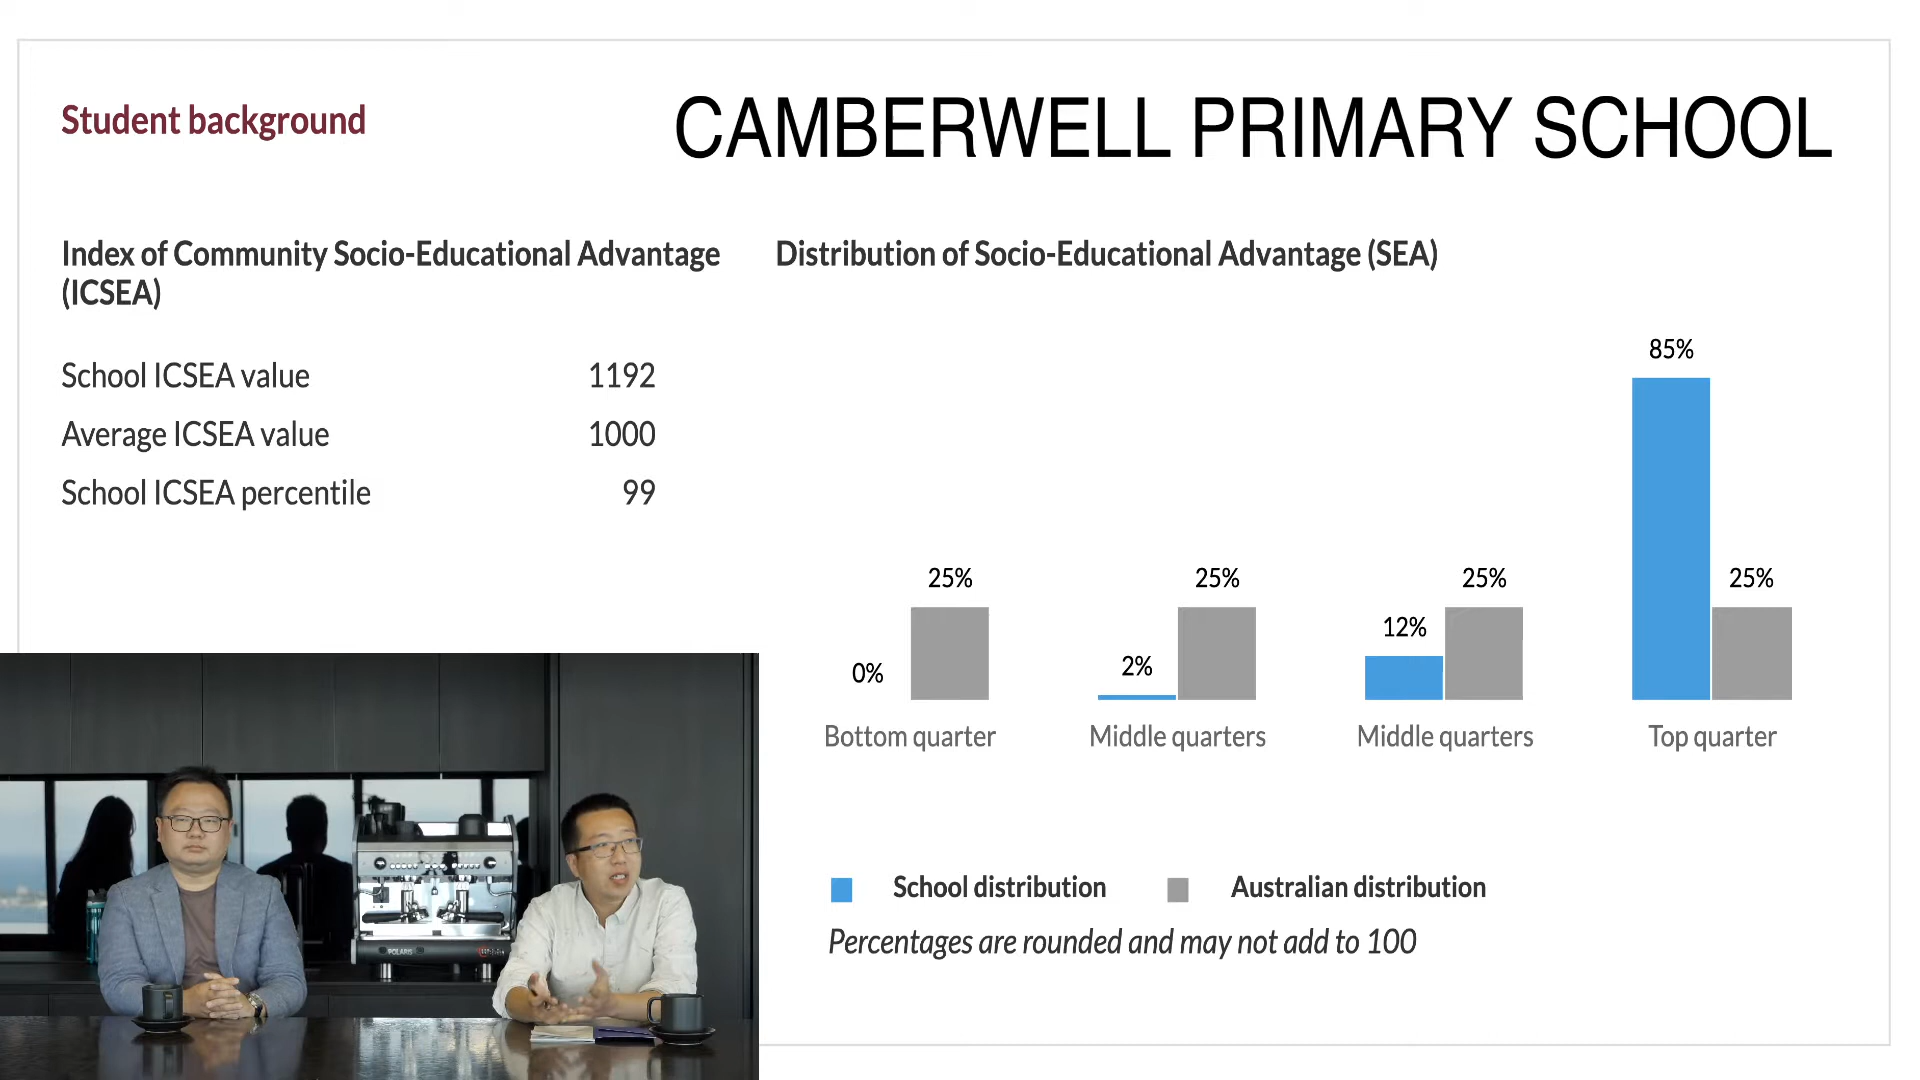 Student background
CAMBERWELL PRIMARY SCHOOL
Index of Community Socio-Educational Advantage
(ICSEA)
School ICSEA value 1192
Average ICSEA value 1000
School ICSEA percentile 99
Distribution of Socio-Educational Advantage (SEA)
85%
25% 25% 25% 25%
12%
2%
0%
Bottom quarter Middle quarters Middle quarters Top quarter
School distribution Australian distribution
Percentages are rounded and may not add to 100
POLARIS